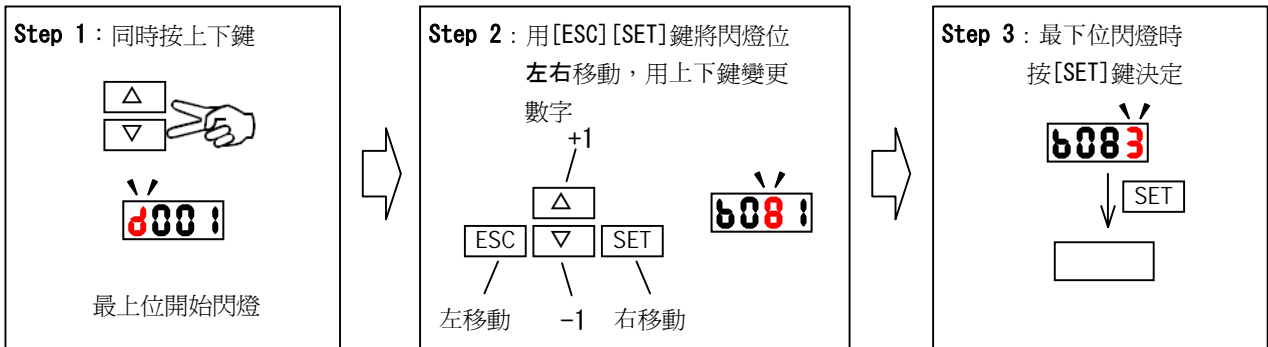 Step 1：同時按上下鍵
△
▽
d001
最上位開始閃燈
Step 2：用[ESC][SET]鍵將閃燈位
左右移動，用上下鍵變更
數字
+1
△
ESC ▽ SET
b081
左移動 -1 右移動
Step 3：最下位閃燈時
按[SET]鍵決定
b083
SET